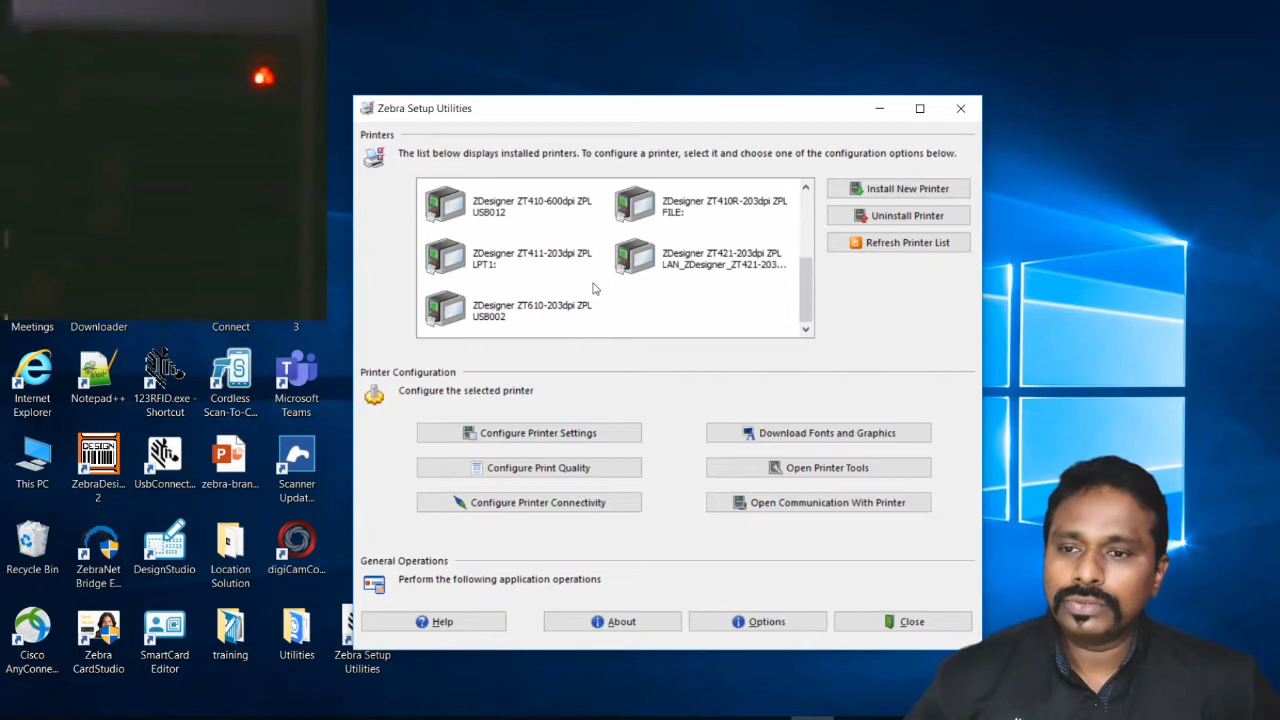 Zebra Setup Utilities
Printers
The list below displays installed printers. To configure a printer, select it and choose one of the configuration options below.
ZDesigner ZT410-600dpi ZPL
USB012
ZDesigner ZT410R-203dpi ZPL
FILE:
ZDesigner ZT411-203dpi ZPL
LPT1:
ZDesigner ZT421-203dpi ZPL
LAN_ZDesigner_ZT421-203...
ZDesigner ZT610-203dpi ZPL
USB002
Install New Printer
Uninstall Printer
Refresh Printer List
Printer Configuration
Configure the selected printer
Configure Printer Settings
Download Fonts and Graphics
Configure Print Quality
Open Printer Tools
Configure Printer Connectivity
Open Communication With Printer
General Operations
Perform the following application operations
Help
About
Options
Close
Meetings
Downloader
Connect
3
Internet
Explorer
Notepad++
123RFID.exe -
Shortcut
Cordless
Scan-To-C...
Microsoft
Teams
This PC
DESIGN
ZebraDesi...
2
UsbConnect...
zebra-bran...
Scanner
Updat...
Recycle Bin
ZebraNet
Bridge E...
DesignStudio
Location
Solution
digiCamCo...
Cisco
AnyConne...
Zebra
CardStudio
SmartCard
Editor
training
Utilities
Zebra Setup
Utilities